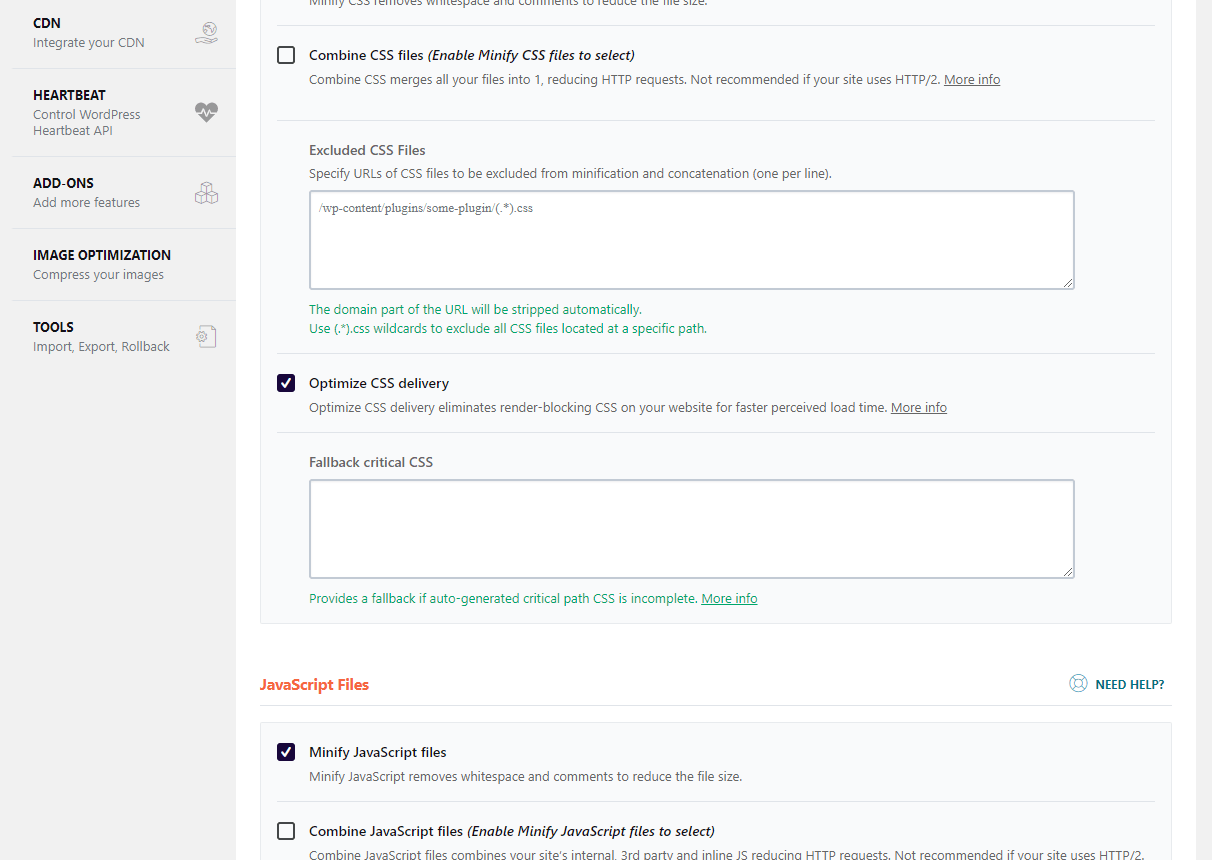 CDN
Integrate your CDN
HEARTBEAT
Control WordPress
Heartbeat API
ADD-ONS
Add more features
IMAGE OPTIMIZATION
Compress your images
TOOLS
Import, Export, Rollback
Minify CSS removes whitespace and comments to reduce the file size.
Combine CSS files (Enable Minify CSS files to select)
Combine CSS merges all your files into 1, reducing HTTP requests. Not recommended if your site uses HTTP/2. More info
Excluded CSS Files
Specify URLs of CSS files to be excluded from minification and concatenation (one per line).
/wp-content/plugins/some-plugin/(.*).css
The domain part of the URL will be stripped automatically.
Use (.*).css wildcards to exclude all CSS files located at a specific path.
Optimize CSS delivery
Optimize CSS delivery eliminates render-blocking CSS on your website for faster perceived load time. More info
Fallback critical CSS
Provides a fallback if auto-generated critical path CSS is incomplete. More info
JavaScript Files
NEED HELP?
Minify JavaScript files
Minify JavaScript removes whitespace and comments to reduce the file size.
Combine JavaScript files (Enable Minify JavaScript files to select)
Combine JavaScript files combines your site's internal, 3rd party and inline JS reducing HTTP requests. Not recommended if your site uses HTTP/2.